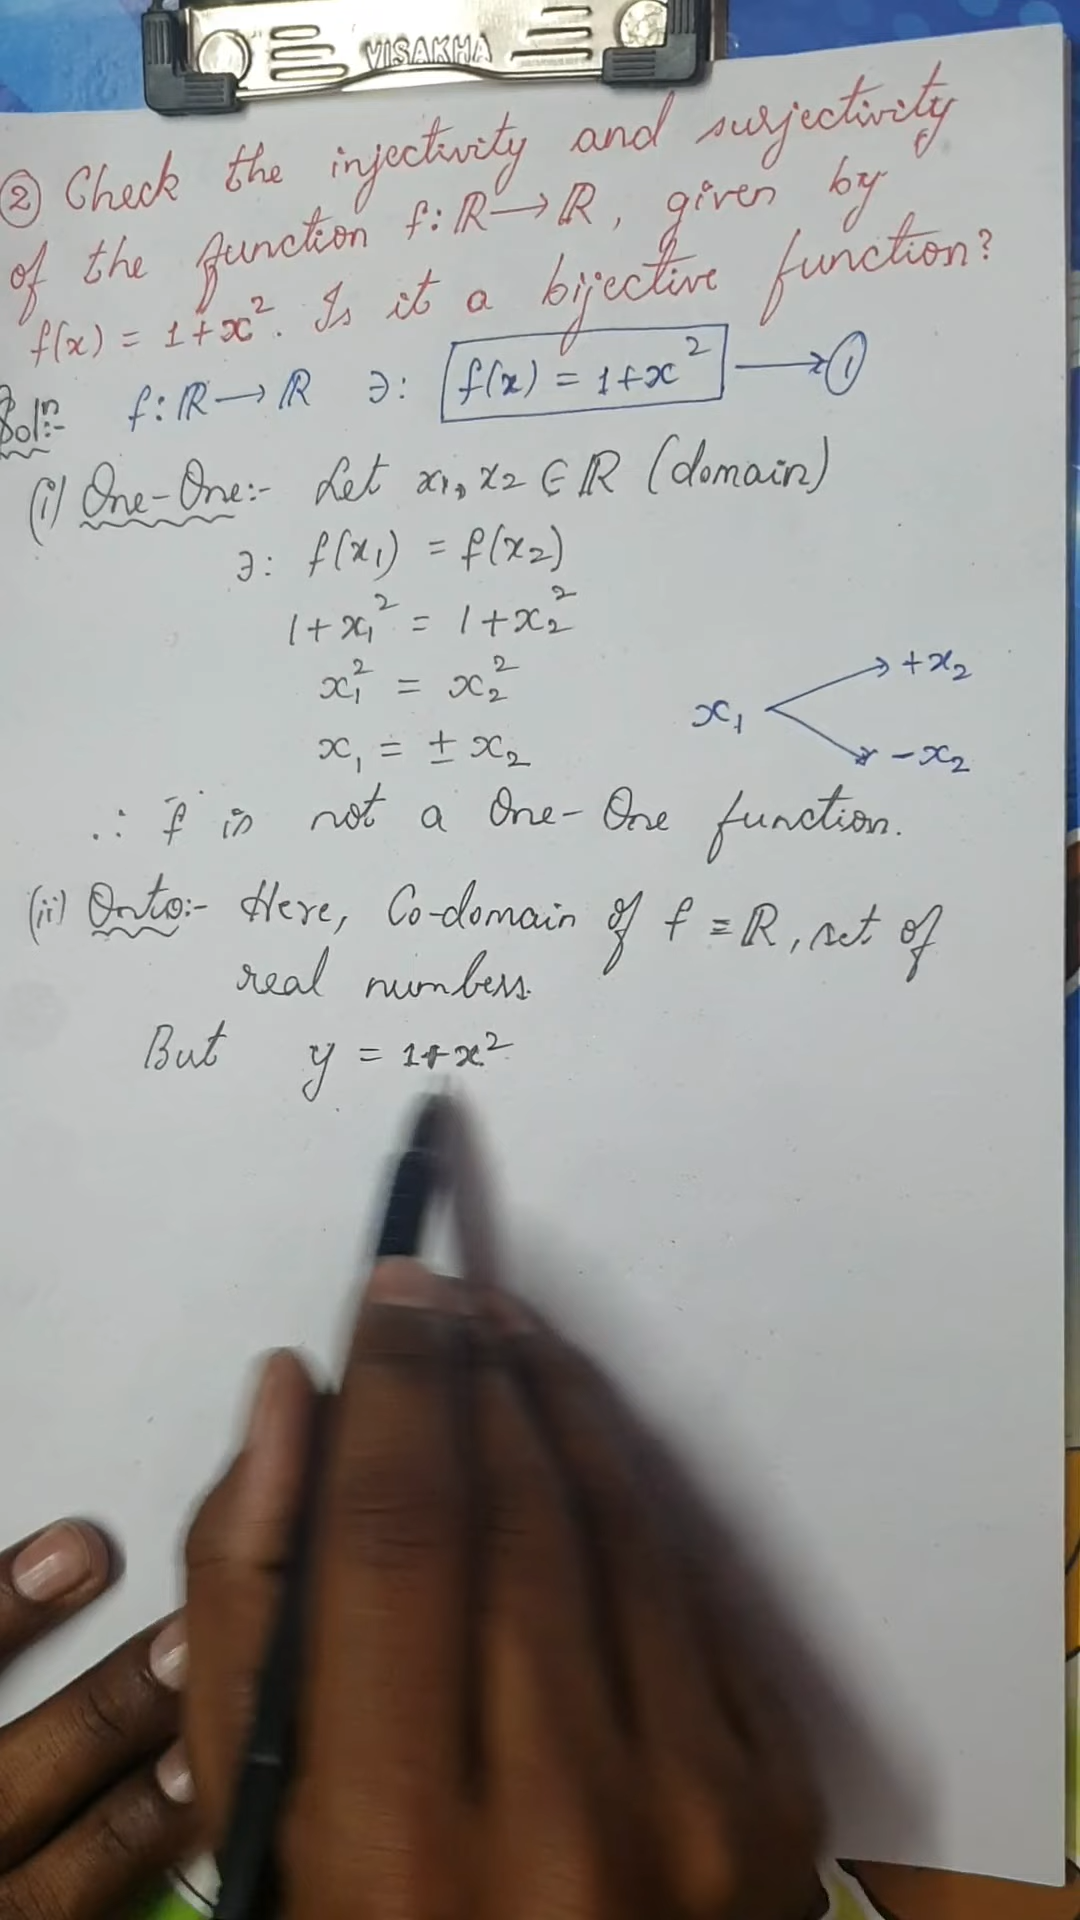 VISAKHA
② Check the injectivity and surjectivity
of the function f: ℝ→ℝ, given by
f(x) = 1+x². Is it a bijective function?
Solⁿ:- f: ℝ→ℝ ∋: f(x) = 1+x² → ①
(i) One-One:- Let x₁, x₂ ∈ ℝ (domain)
∋: f(x₁) = f(x₂)
1+x₁² = 1+x₂²
x₁² = x₂²
x₁ = ± x₂
x₁ → +x₂
→ -x₂
∴ f is not a One-One function.
(ii) Onto:- Here, Co-domain of f = ℝ, set of
real numbers.
But y = 1+x²